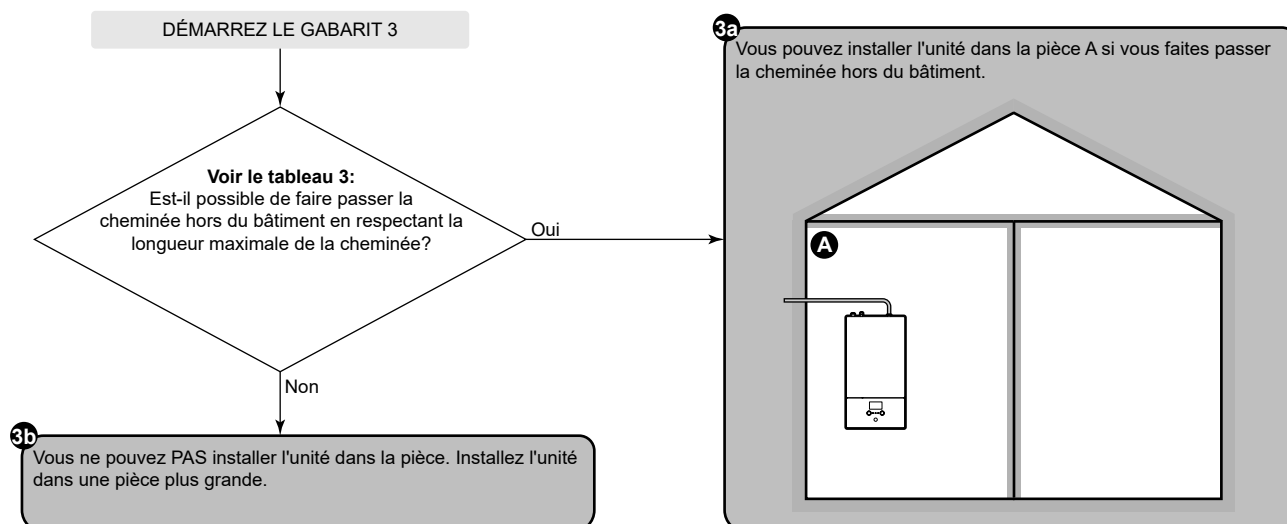 DÉMARREZ LE GABARIT 3
Voir le tableau 3:
Est-il possible de faire passer la
cheminée hors du bâtiment en respectant la
longueur maximale de la cheminée?
Oui
Non
3a
Vous pouvez installer l'unité dans la pièce A si vous faites passer
la cheminée hors du bâtiment.
A
3b
Vous ne pouvez PAS installer l'unité dans la pièce. Installez l'unité
dans une pièce plus grande.